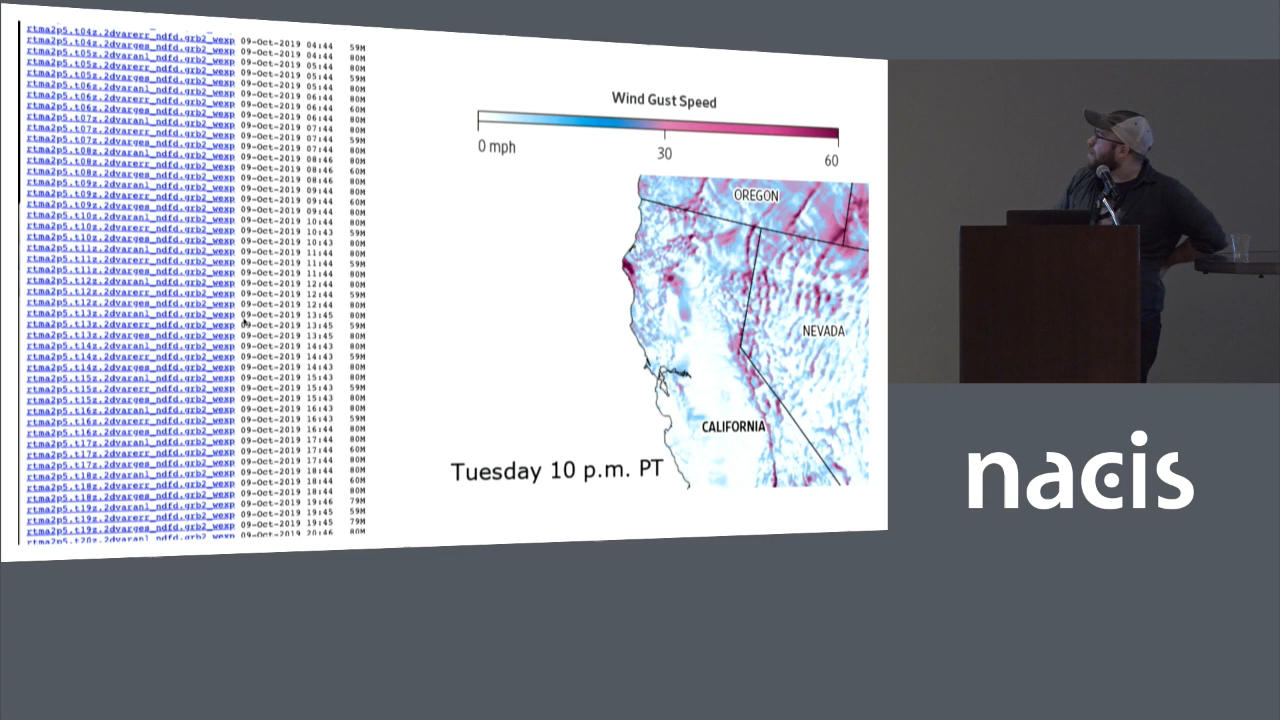 rtma2p5.t04z.2dvarerr_ndfd.grb2_wexp 09-Oct-2019 04:44 59M
rtma2p5.t04z.2dvarges_ndfd.grb2_wexp 09-Oct-2019 04:44 80M
rtma2p5.t05z.2dvaranl_ndfd.grb2_wexp 09-Oct-2019 05:44 80M
rtma2p5.t05z.2dvarerr_ndfd.grb2_wexp 09-Oct-2019 05:44 59M
rtma2p5.t05z.2dvarges_ndfd.grb2_wexp 09-Oct-2019 05:44 80M
rtma2p5.t06z.2dvaranl_ndfd.grb2_wexp 09-Oct-2019 06:44 80M
rtma2p5.t06z.2dvarerr_ndfd.grb2_wexp 09-Oct-2019 06:44 60M
rtma2p5.t06z.2dvarges_ndfd.grb2_wexp 09-Oct-2019 06:44 80M
rtma2p5.t07z.2dvaranl_ndfd.grb2_wexp 09-Oct-2019 07:44 80M
rtma2p5.t07z.2dvarerr_ndfd.grb2_wexp 09-Oct-2019 07:44 59M
rtma2p5.t07z.2dvarges_ndfd.grb2_wexp 09-Oct-2019 07:44 80M
rtma2p5.t08z.2dvaranl_ndfd.grb2_wexp 09-Oct-2019 08:46 80M
rtma2p5.t08z.2dvarerr_ndfd.grb2_wexp 09-Oct-2019 08:46 60M
rtma2p5.t08z.2dvarges_ndfd.grb2_wexp 09-Oct-2019 08:46 80M
rtma2p5.t09z.2dvaranl_ndfd.grb2_wexp 09-Oct-2019 09:44 80M
rtma2p5.t09z.2dvarerr_ndfd.grb2_wexp 09-Oct-2019 09:44 60M
rtma2p5.t09z.2dvarges_ndfd.grb2_wexp 09-Oct-2019 09:44 80M
rtma2p5.t10z.2dvaranl_ndfd.grb2_wexp 09-Oct-2019 10:44 80M
rtma2p5.t10z.2dvarerr_ndfd.grb2_wexp 09-Oct-2019 10:43 59M
rtma2p5.t10z.2dvarges_ndfd.grb2_wexp 09-Oct-2019 10:43 80M
rtma2p5.t11z.2dvaranl_ndfd.grb2_wexp 09-Oct-2019 11:44 80M
rtma2p5.t11z.2dvarerr_ndfd.grb2_wexp 09-Oct-2019 11:44 59M
rtma2p5.t11z.2dvarges_ndfd.grb2_wexp 09-Oct-2019 11:44 80M
rtma2p5.t12z.2dvaranl_ndfd.grb2_wexp 09-Oct-2019 12:44 80M
rtma2p5.t12z.2dvarerr_ndfd.grb2_wexp 09-Oct-2019 12:44 59M
rtma2p5.t12z.2dvarges_ndfd.grb2_wexp 09-Oct-2019 12:44 80M
rtma2p5.t13z.2dvaranl_ndfd.grb2_wexp 09-Oct-2019 13:45 80M
rtma2p5.t13z.2dvarerr_ndfd.grb2_wexp 09-Oct-2019 13:45 59M
rtma2p5.t13z.2dvarges_ndfd.grb2_wexp 09-Oct-2019 13:45 80M
rtma2p5.t14z.2dvaranl_ndfd.grb2_wexp 09-Oct-2019 14:43 80M
rtma2p5.t14z.2dvarerr_ndfd.grb2_wexp 09-Oct-2019 14:43 59M
rtma2p5.t14z.2dvarges_ndfd.grb2_wexp 09-Oct-2019 14:43 80M
rtma2p5.t15z.2dvaranl_ndfd.grb2_wexp 09-Oct-2019 15:43 80M
rtma2p5.t15z.2dvarerr_ndfd.grb2_wexp 09-Oct-2019 15:43 59M
rtma2p5.t15z.2dvarges_ndfd.grb2_wexp 09-Oct-2019 15:43 80M
rtma2p5.t16z.2dvaranl_ndfd.grb2_wexp 09-Oct-2019 16:43 80M
rtma2p5.t16z.2dvarerr_ndfd.grb2_wexp 09-Oct-2019 16:43 59M
rtma2p5.t16z.2dvarges_ndfd.grb2_wexp 09-Oct-2019 16:44 80M
rtma2p5.t17z.2dvaranl_ndfd.grb2_wexp 09-Oct-2019 17:44 80M
rtma2p5.t17z.2dvarerr_ndfd.grb2_wexp 09-Oct-2019 17:44 60M
rtma2p5.t17z.2dvarges_ndfd.grb2_wexp 09-Oct-2019 17:44 80M
rtma2p5.t18z.2dvaranl_ndfd.grb2_wexp 09-Oct-2019 18:44 80M
rtma2p5.t18z.2dvarerr_ndfd.grb2_wexp 09-Oct-2019 18:44 60M
rtma2p5.t18z.2dvarges_ndfd.grb2_wexp 09-Oct-2019 18:44 80M
rtma2p5.t19z.2dvaranl_ndfd.grb2_wexp 09-Oct-2019 19:46 79M
rtma2p5.t19z.2dvarerr_ndfd.grb2_wexp 09-Oct-2019 19:45 59M
rtma2p5.t19z.2dvarges_ndfd.grb2_wexp 09-Oct-2019 19:45 79M
rtma2p5.t20z.2dvaranl_ndfd.grb2_wexp 09-Oct-2019 20:46 80M
Wind Gust Speed
0 mph 30 60
OREGON
NEVADA
CALIFORNIA
Tuesday 10 p.m. PT
nacis